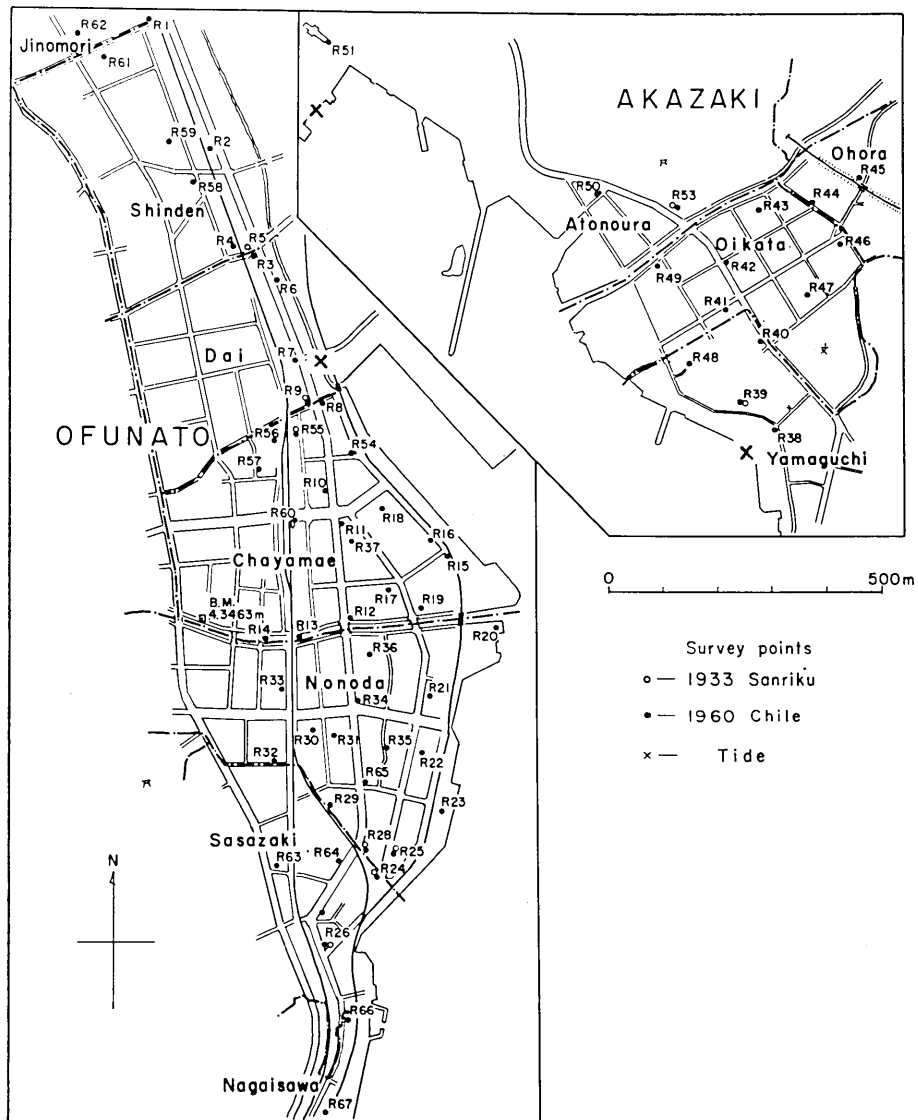 R62
R1
Jinomori
R61
R59
R2
R58
Shinden
R4
R5
R3
R6
Dai
R7
R9
R8
OFUNATO
R56
R55
R54
R57
R10
R18
R60
R11
R16
R37
R15
Chayamae
R17
R19
B.M.
4.3463m
R12
R14
R13
R20
R36
R33
Nonoda
R21
R34
R30
R31
R35
R22
R32
R65
R29
R23
Sasazaki
R28
R25
R63
R64
R24
N
R26
R66
Nagaisawa
R67
R51
AKAZAKI
Ohora
R45
R50
R53
R43
R44
Atonoura
Oikata
R46
R49
R42
R47
R41
R40
R48
R39
R38
Yamaguchi
0 500m
Survey points
1933 Sanriku
1960 Chile
× — Tide